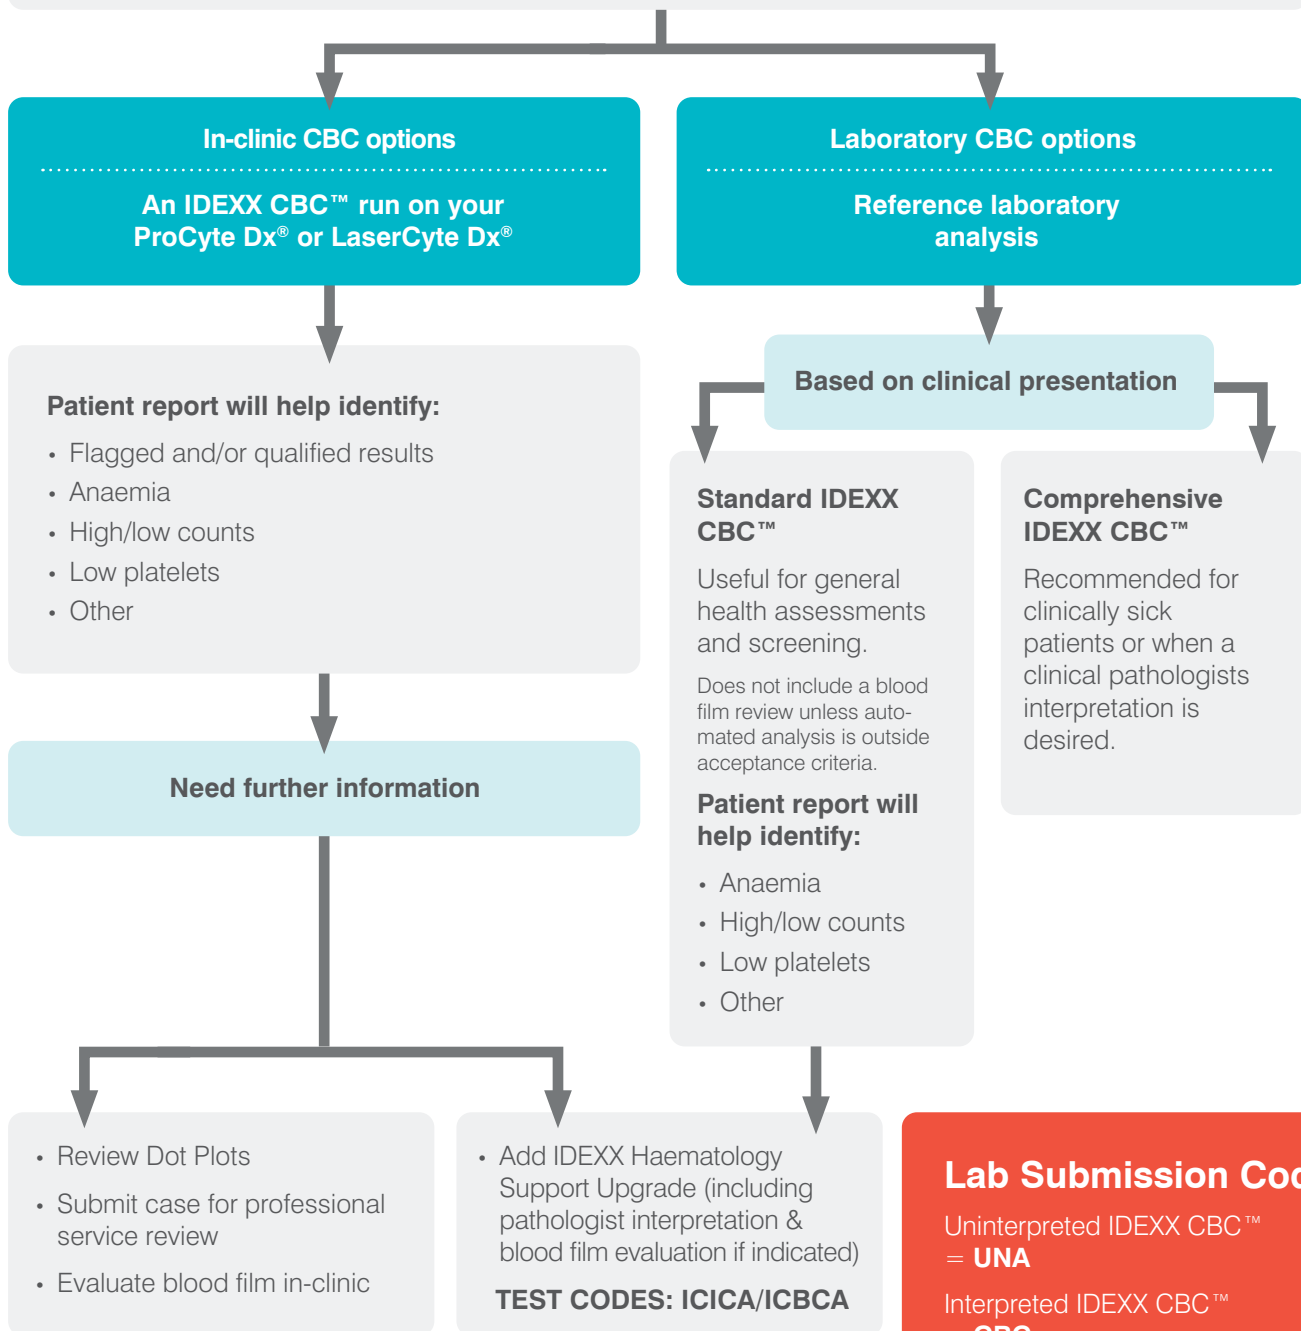 In-clinic CBC options
An IDEXX CBC™ run on your
ProCyte Dx® or LaserCyte Dx®
Laboratory CBC options
Reference laboratory
analysis
Patient report will help identify:
• Flagged and/or qualified results
• Anaemia
• High/low counts
• Low platelets
• Other
Need further information
Based on clinical presentation
Standard IDEXX
CBC™
Useful for general
health assessments
and screening.
Does not include a blood
film review unless auto-
mated analysis is outside
acceptance criteria.
Patient report will
help identify:
• Anaemia
• High/low counts
• Low platelets
• Other
Comprehensive
IDEXX CBC™
Recommended for
clinically sick
patients or when a
clinical pathologists
interpretation is
desired.
• Review Dot Plots
• Submit case for professional
service review
• Evaluate blood film in-clinic
• Add IDEXX Haematology
Support Upgrade (including
pathologist interpretation &
blood film evaluation if indicated)
TEST CODES: ICICA/ICBCA
Lab Submission
Uninterpreted IDEXX CBC™
= UNA
Interpreted IDEXX CBC™